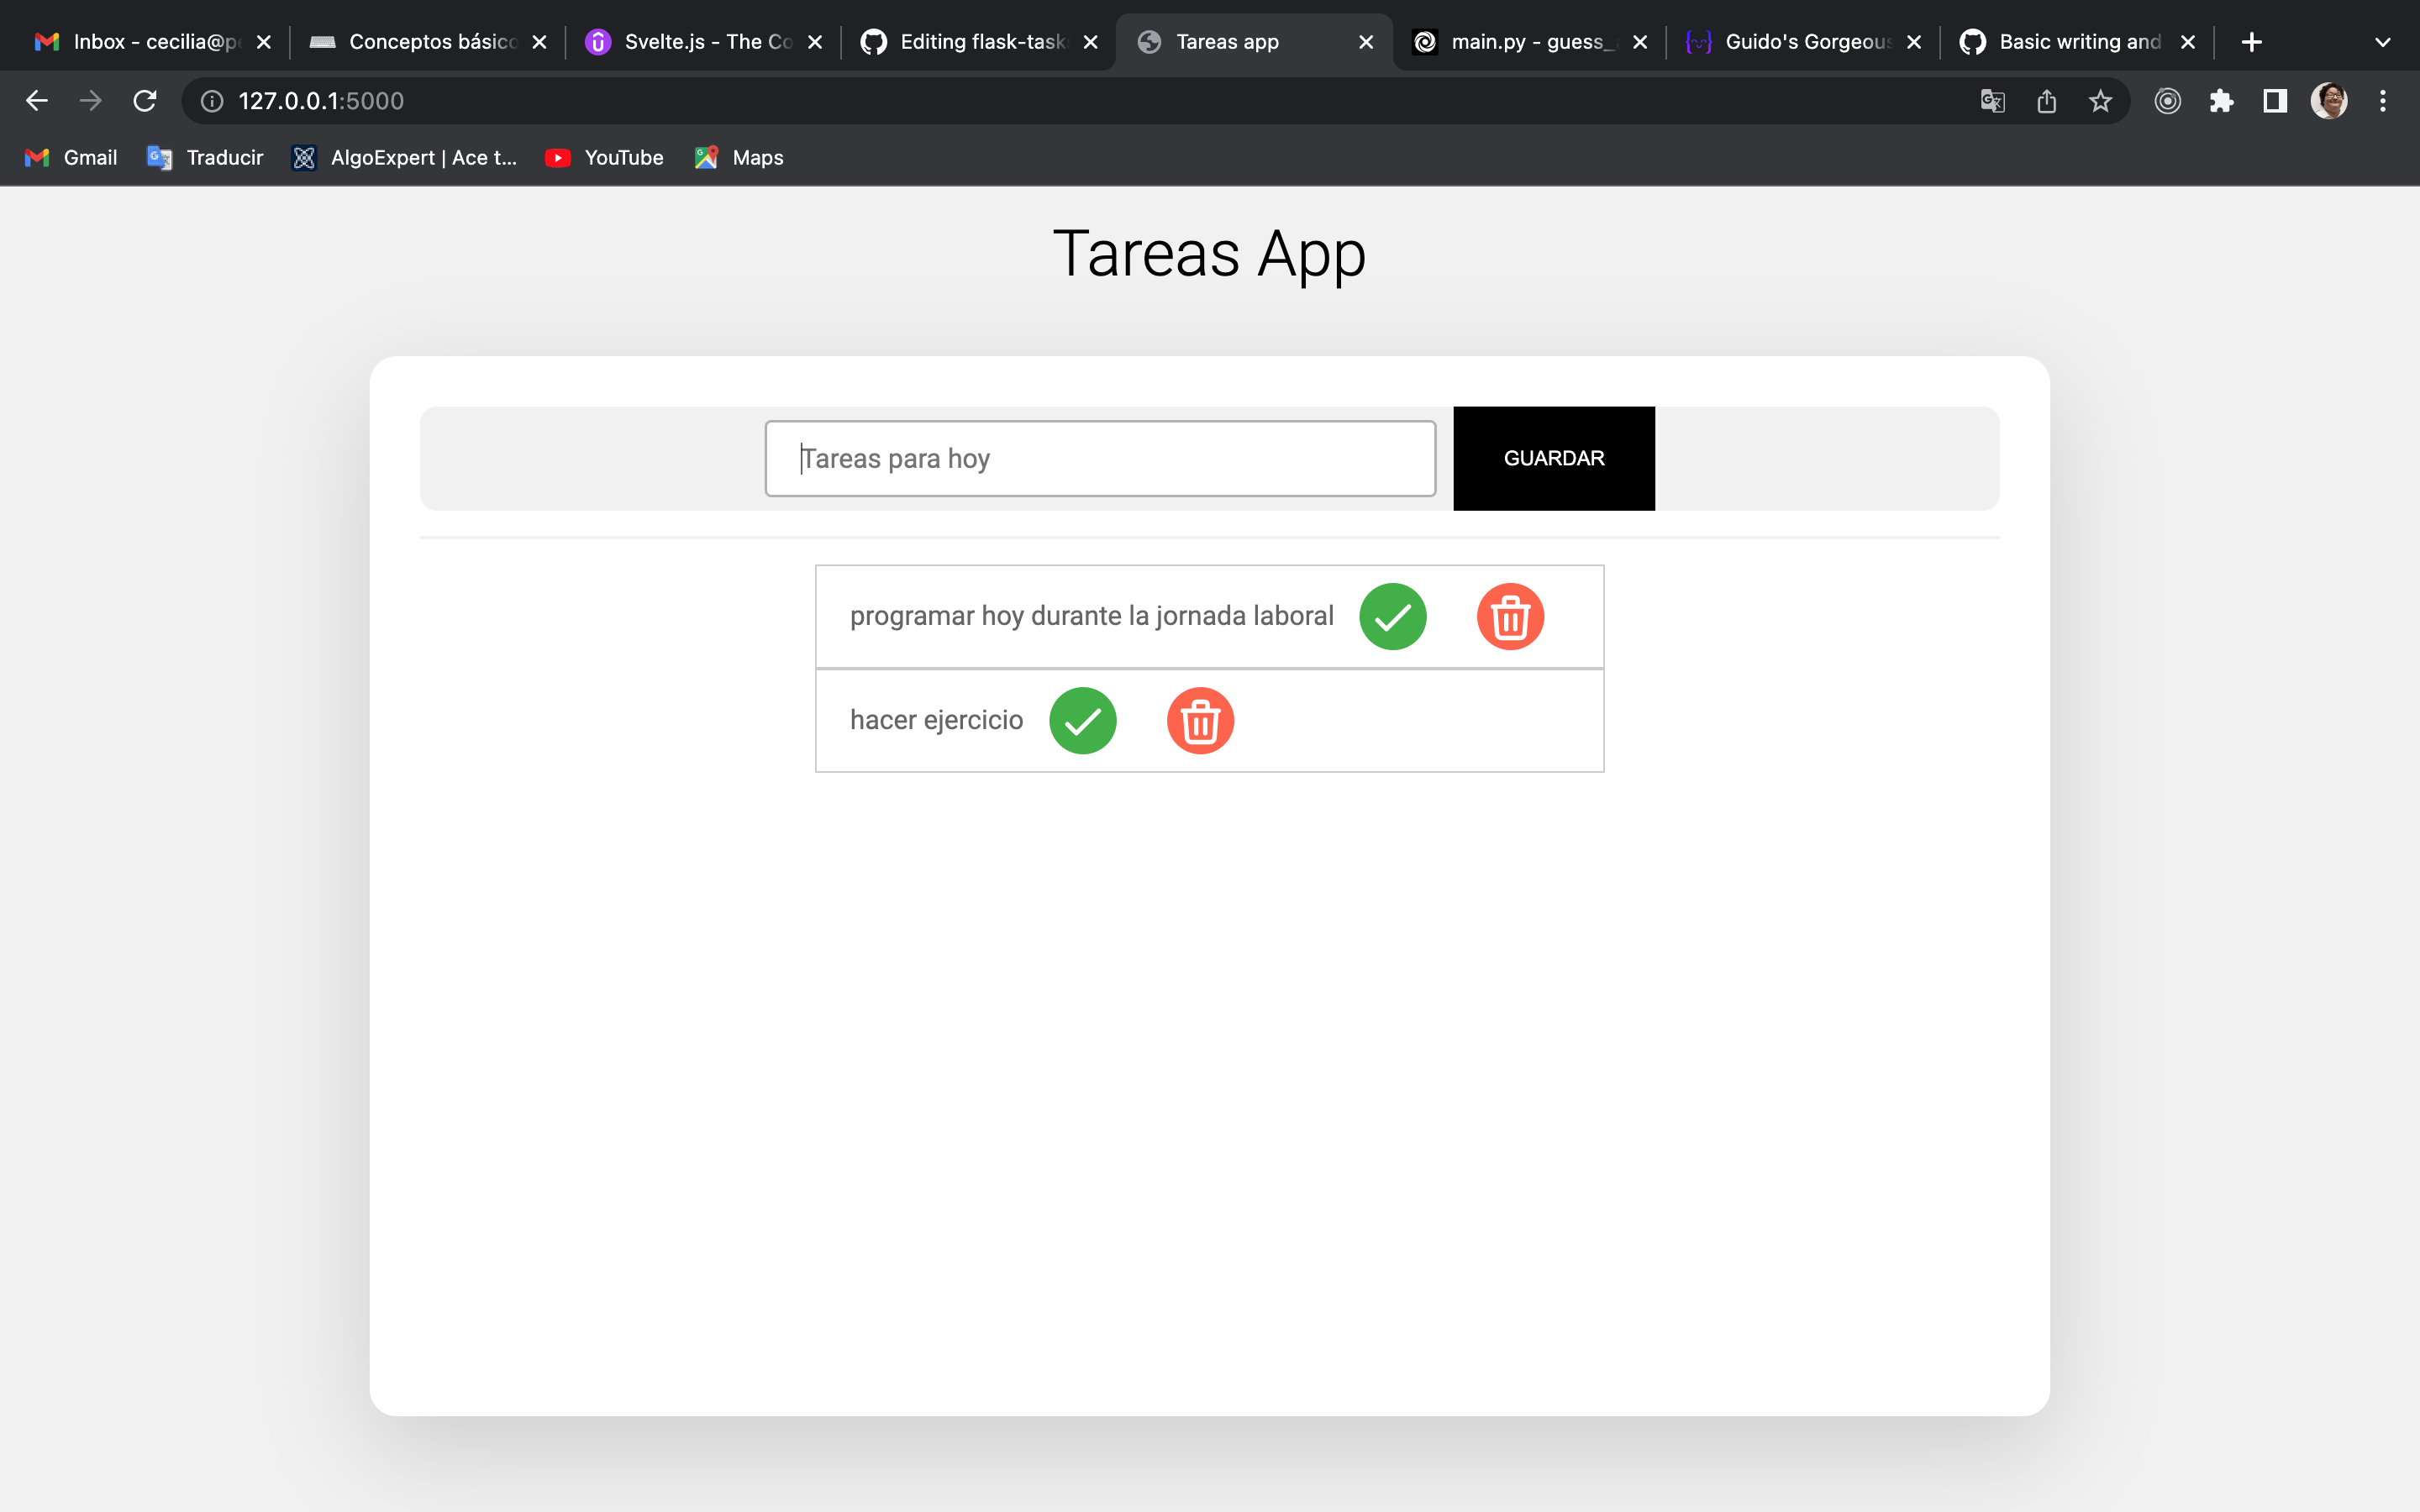 Inbox - cecilia@pe
Conceptos básico
Svelte.js - The Co
Editing flask-task
Tareas app
main.py - guess_
Guido's Gorgeous
Basic writing and
127.0.0.1:5000
Gmail
Traducir
AlgoExpert | Ace t...
YouTube
Maps
Tareas App
Tareas para hoy
GUARDAR
programar hoy durante la jornada laboral
hacer ejercicio